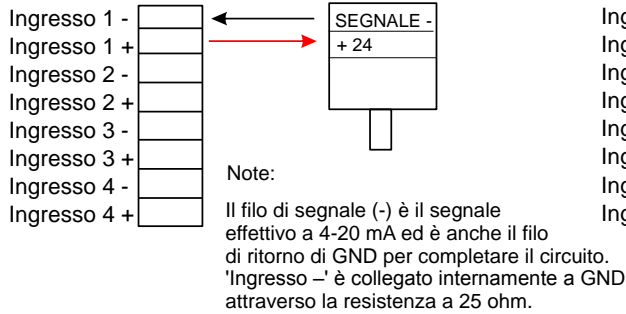 Ingresso 1 -
Ingresso 1 +
Ingresso 2 -
Ingresso 2 +
Ingresso 3 -
Ingresso 3 +
Ingresso 4 -
Ingresso 4 +
SEGNALE -
+ 24
Note:
Il filo di segnale (-) è il segnale
effettivo a 4-20 mA ed è anche il filo
di ritorno di GND per completare il circuito.
'Ingresso –' è collegato internamente a GND
attraverso la resistenza a 25 ohm.